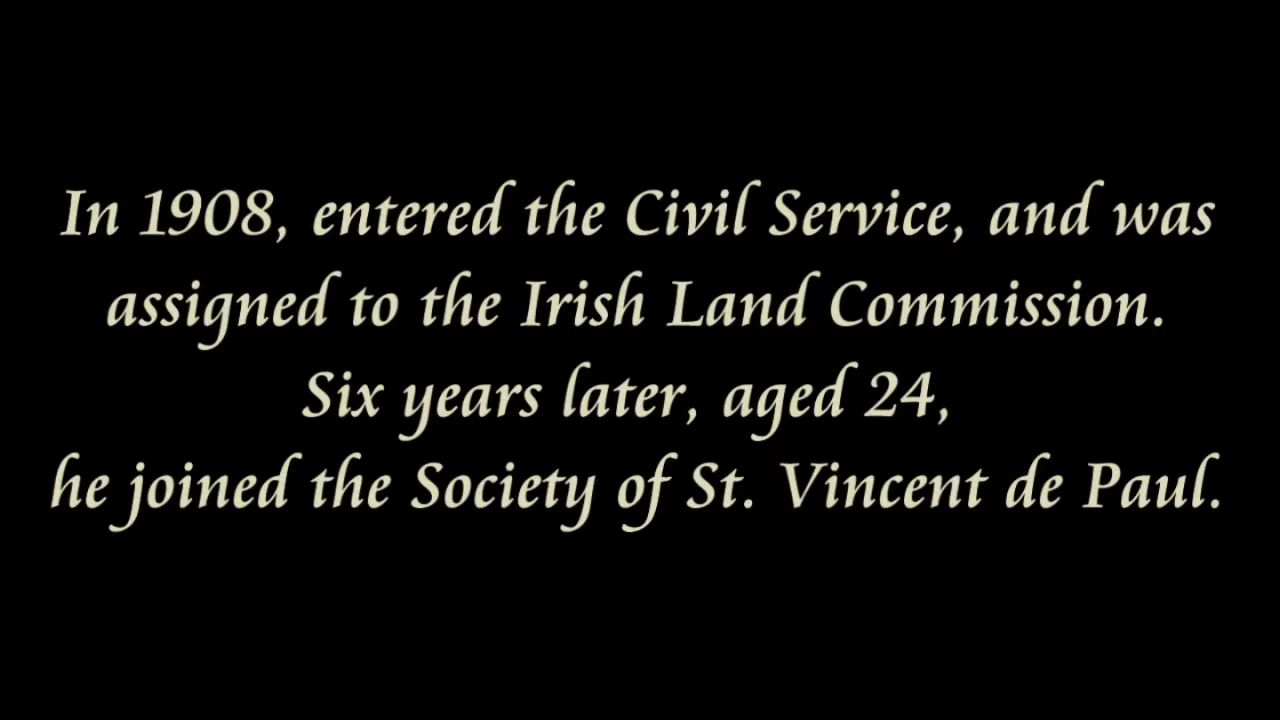 In 1908, entered the Civil Service, and was
assigned to the Irish Land Commission.
Six years later, aged 24,
he joined the Society of St. Vincent de Paul.